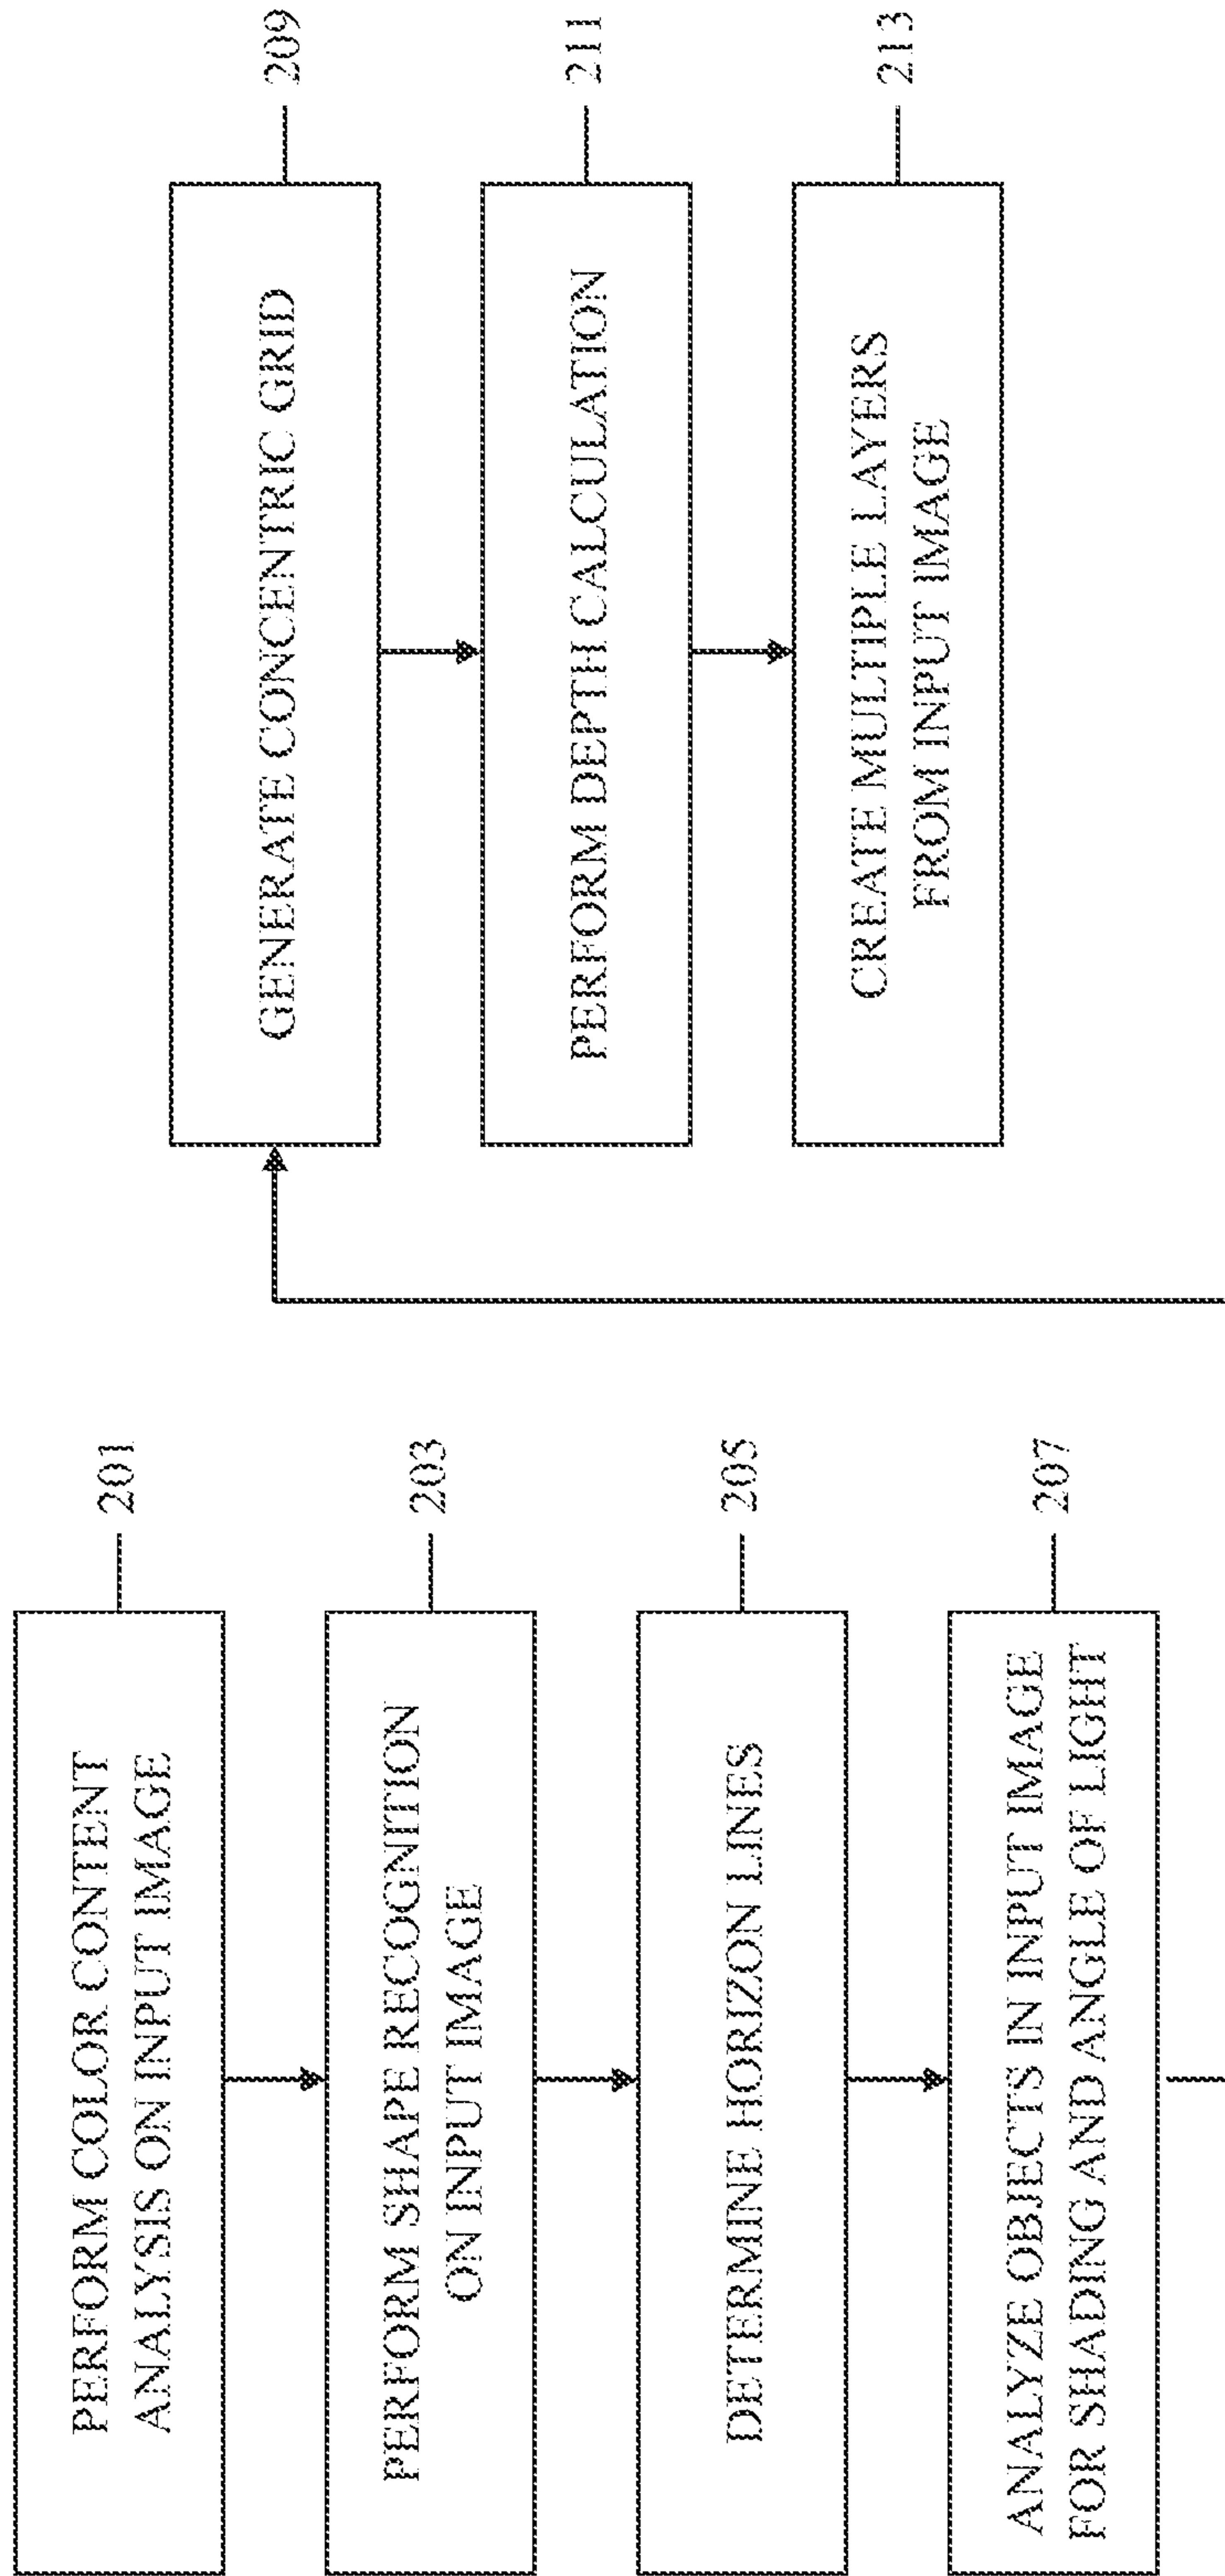 PERFORM COLOR CONTENT
ANALYSIS ON INPUT IMAGE
201
PERFORM SHAPE RECOGNITION
ON INPUT IMAGE
203
DETERMINE HORIZON LINES
205
ANALYZE OBJECTS IN INPUT IMAGE
FOR SHADING AND ANGLE OF LIGHT
207
GENERATE CONCENTRIC GRID
209
PERFORM DEPTH CALCULATION
211
CREATE MULTIPLE LAYERS
FROM INPUT IMAGE
213